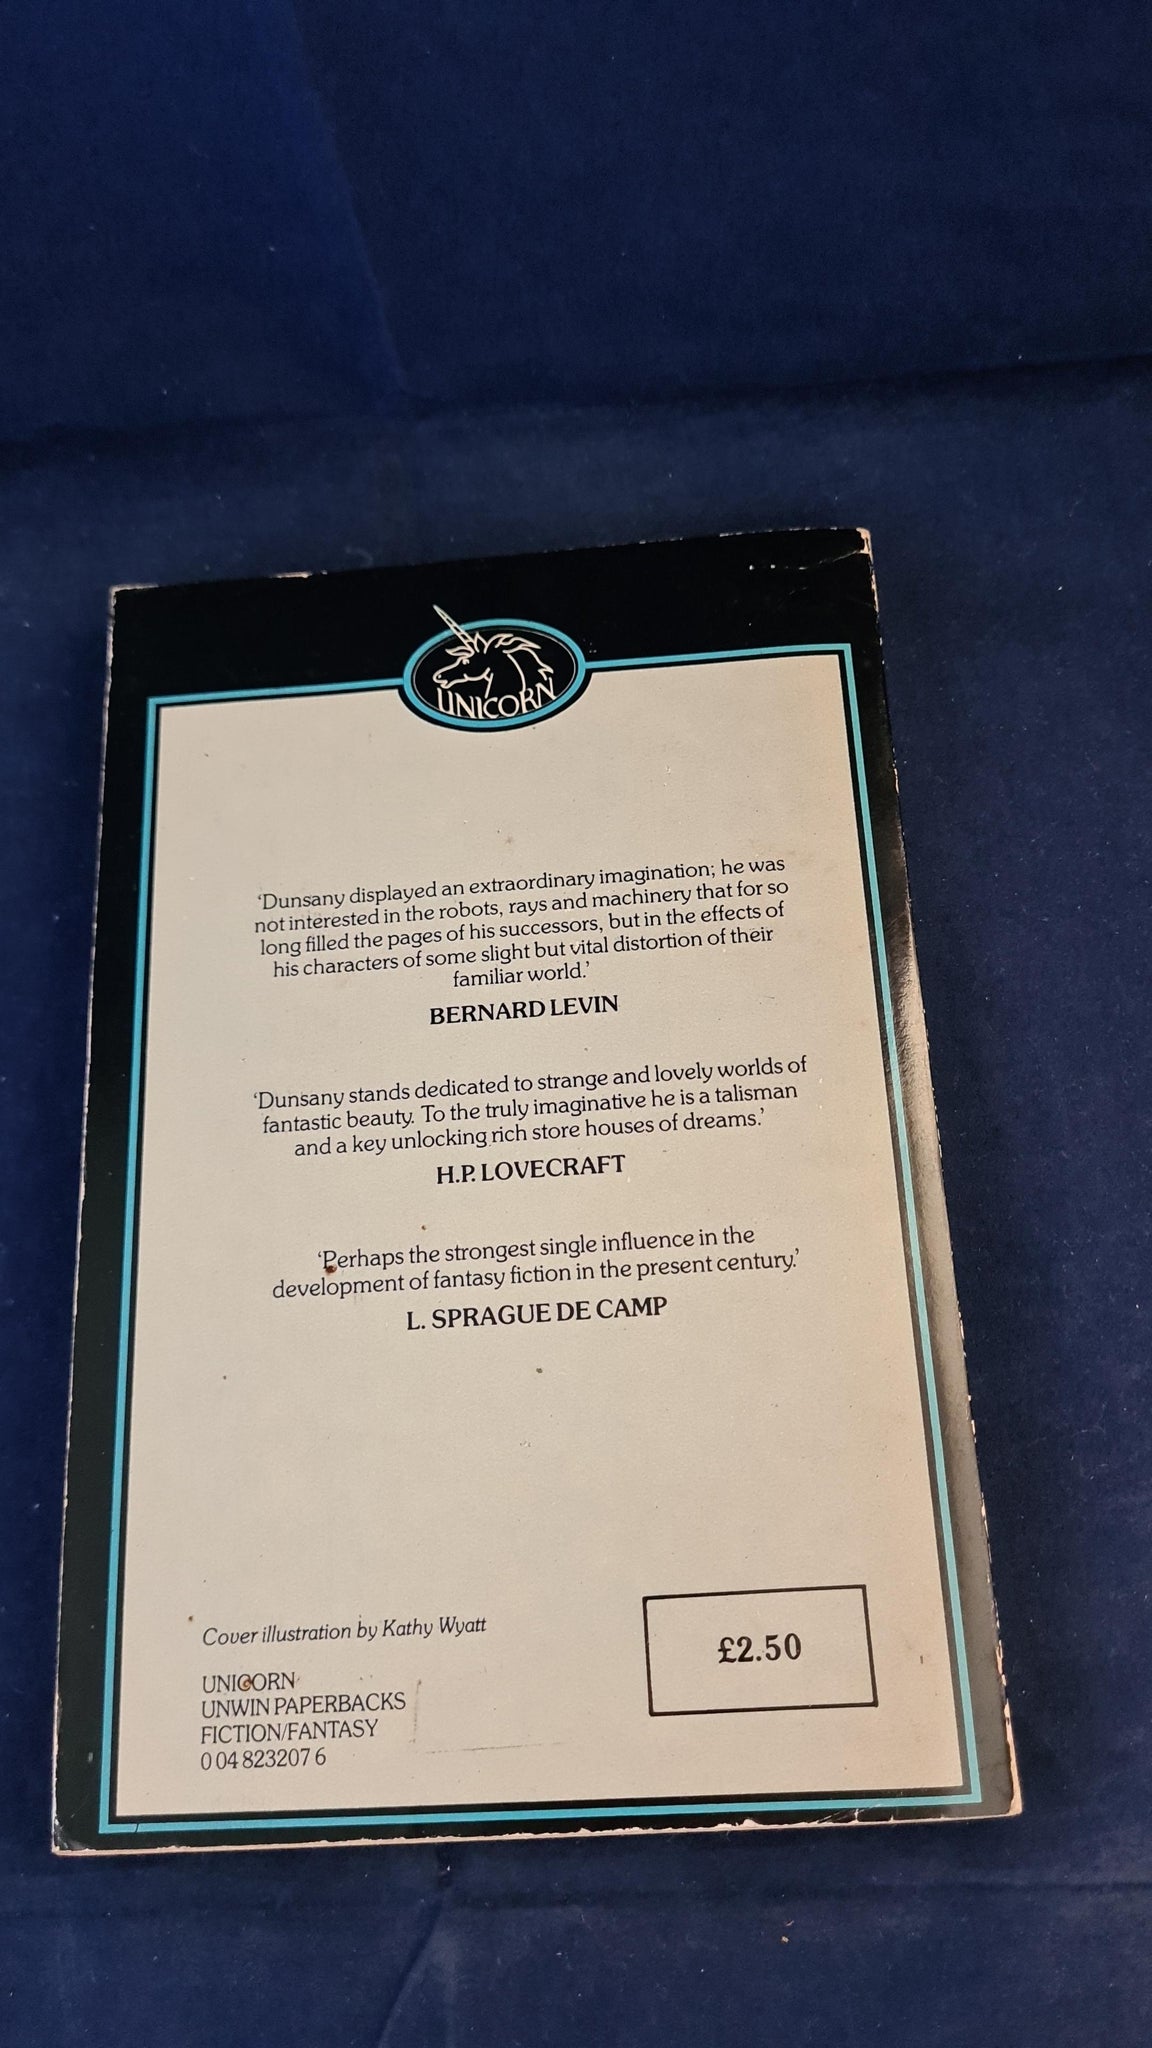 UNICORN
‘Dunsany displayed an extraordinary imagination; he was
not interested in the robots, rays and machinery that for so
long filled the pages of his successors, but in the effects of
his characters of some slight but vital distortion of their
familiar world.’
BERNARD LEVIN
‘Dunsany stands dedicated to strange and lovely worlds of
fantastic beauty. To the truly imaginative he is a talisman
and a key unlocking rich store houses of dreams.’
H.P. LOVECRAFT
‘Perhaps the strongest single influence in the
development of fantasy fiction in the present century.’
L. SPRAGUE DE CAMP
Cover illustration by Kathy Wyatt
£2.50
UNICORN
UNWIN PAPERBACKS
FICTION/FANTASY
0 04 823207 6